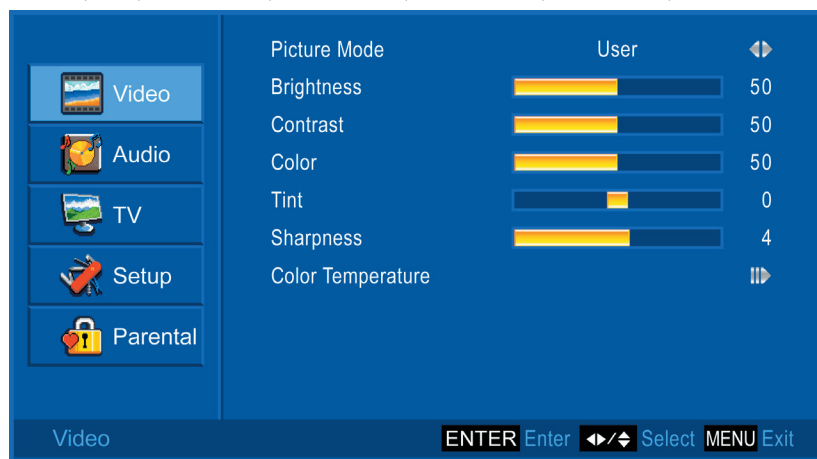 Video
Audio
TV
Setup
Parental
Picture Mode User
Brightness 50
Contrast 50
Color 50
Tint 0
Sharpness 4
Color Temperature
Video ENTER Enter / Select MENU Exit